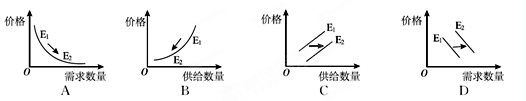 价格 E₁ E₂ O 需求数量
A
价格 E₁ E₂ O 供给数量
B
价格 E₁ E₂ O 供给数量
C
价格 E₁ E₂ O 需求数量
D